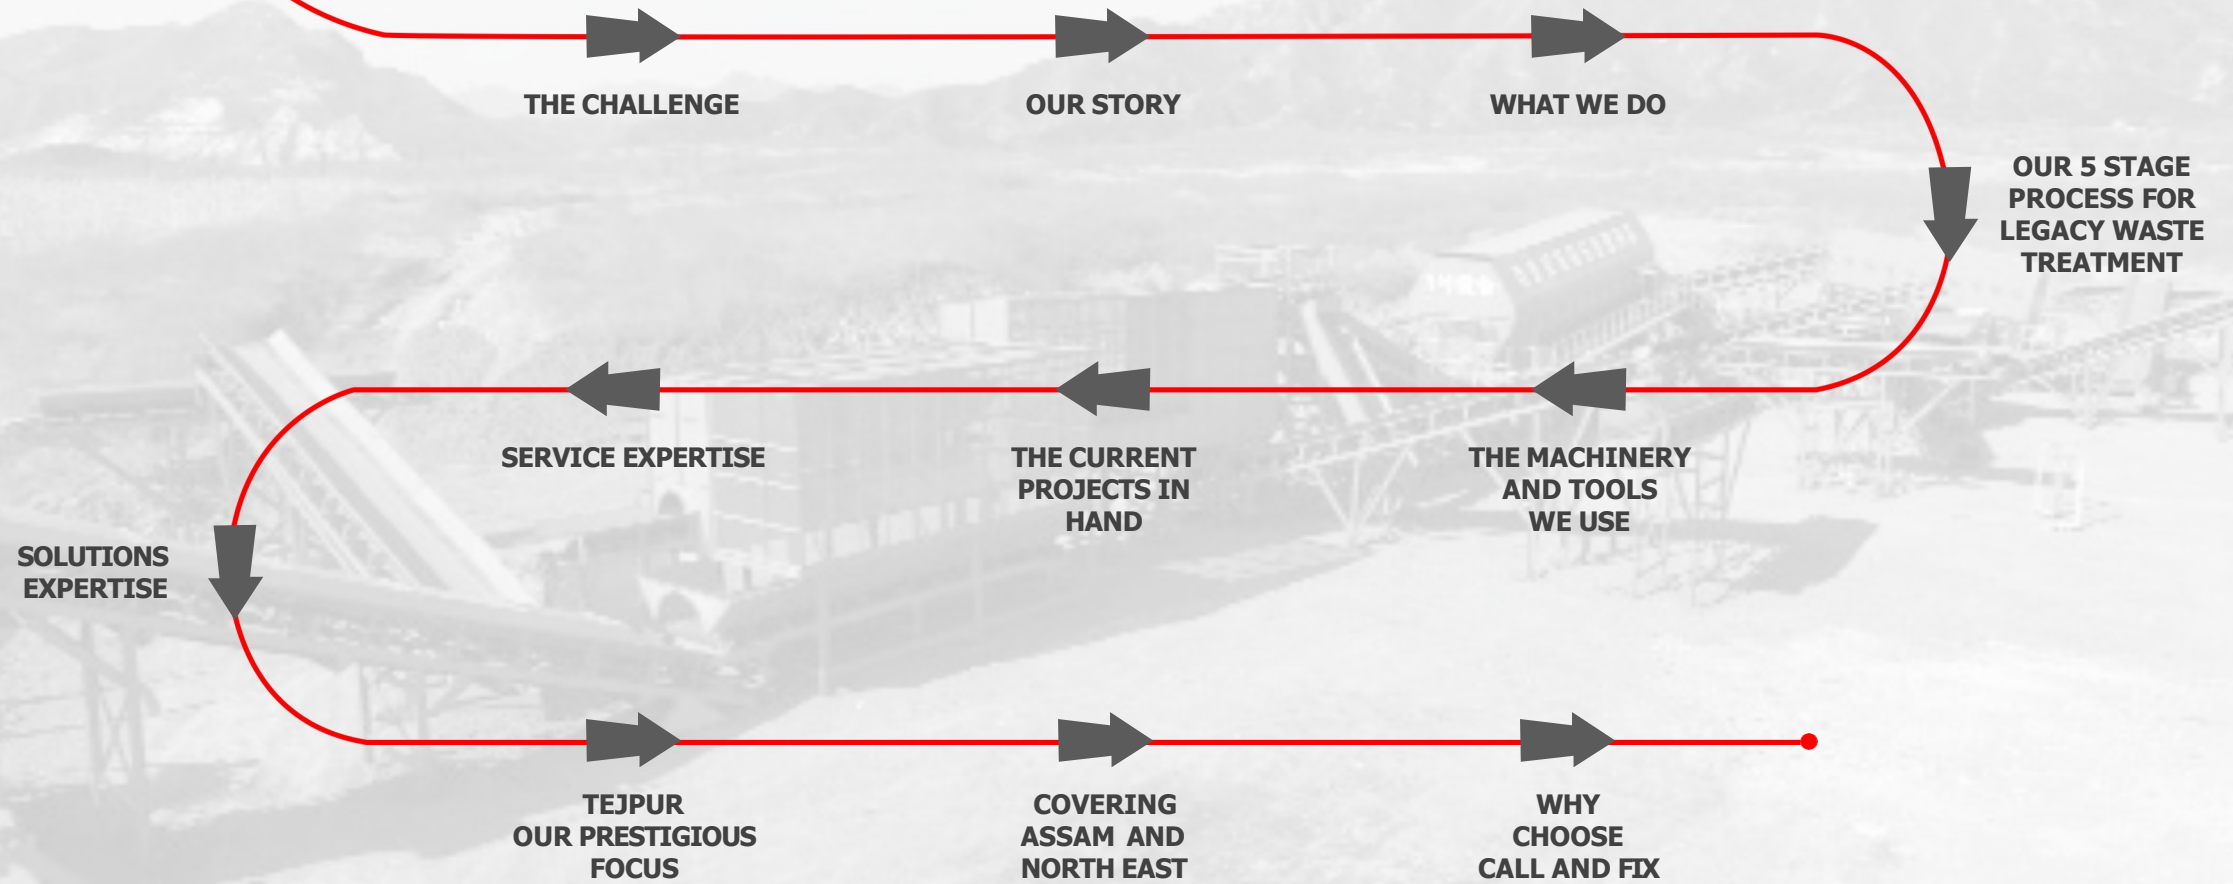 THE CHALLENGE
OUR STORY
WHAT WE DO
OUR 5 STAGE
PROCESS FOR
LEGACY WASTE
TREATMENT
THE MACHINERY
AND TOOLS
WE USE
THE CURRENT
PROJECTS IN
HAND
SERVICE EXPERTISE
SOLUTIONS
EXPERTISE
TEJPUR
OUR PRESTIGIOUS
FOCUS
COVERING
ASSAM AND
NORTH EAST
WHY
CHOOSE
CALL AND FIX